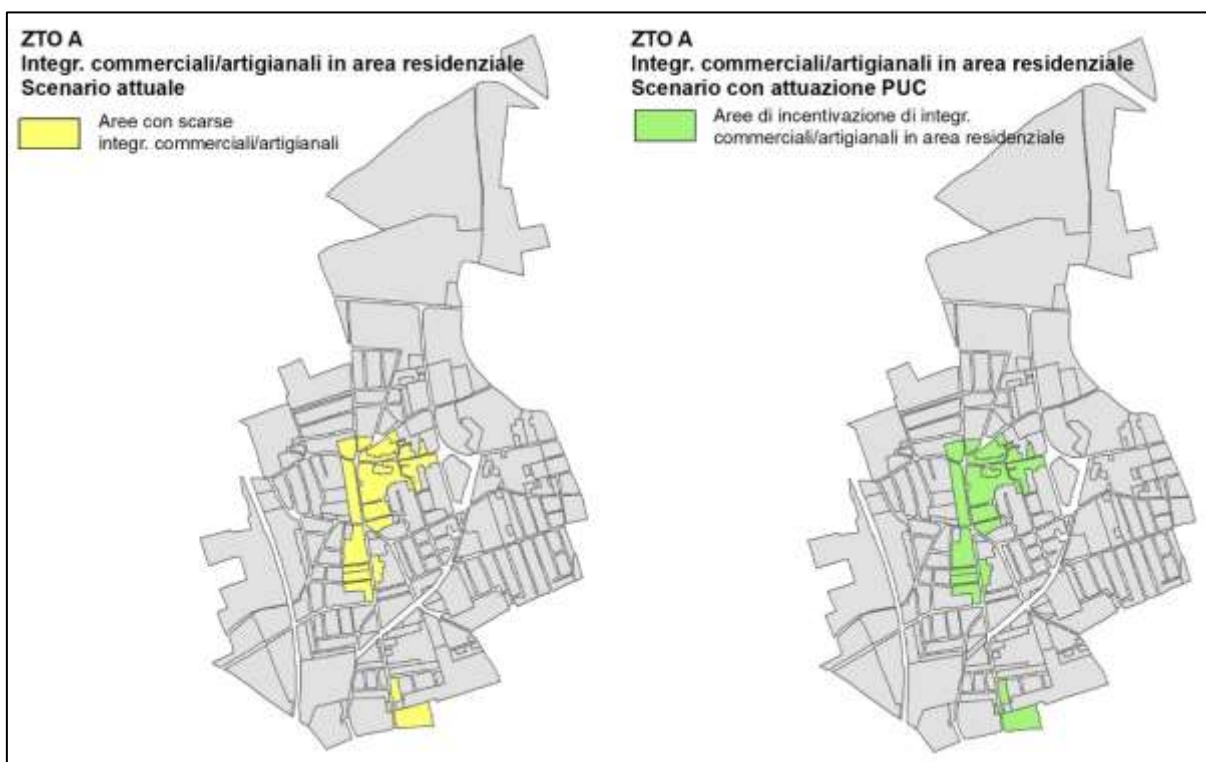 ZTO A
Integr. commerciali/artigianali in area residenziale
Scenario attuale
Aree con scarse
integr. commerciali/artigianali
ZTO A
Integr. commerciali/artigianali in area residenziale
Scenario con attuazione PUC
Aree di incentivazione di integr.
commerciali/artigianali in area residenziale